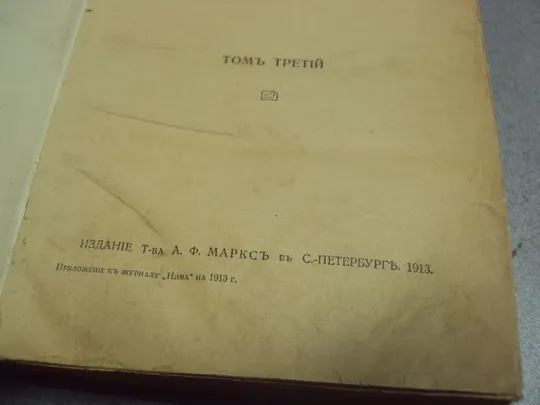 ТОМЪ ТРЕТІЙ
ИЗДАНІЕ Т-ва А. Ф. МАРКСЪ въ С.-ПЕТЕРБУРГѢ. 1913.
Приложеніе къ журналу „Нива“ на 1913 г.